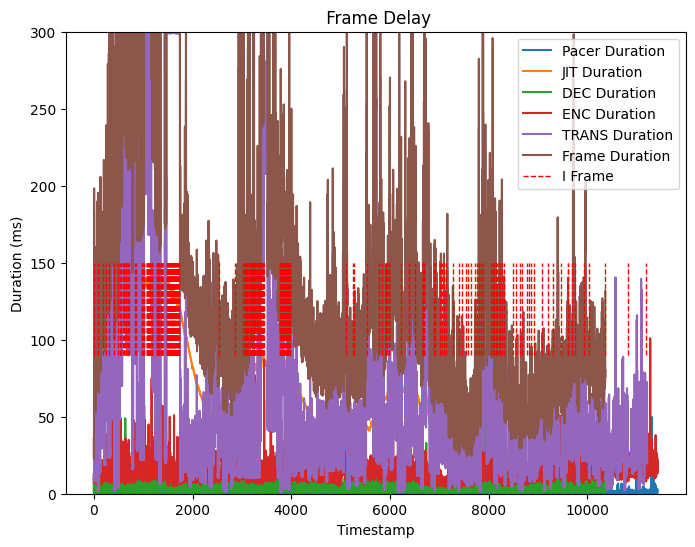 Frame Delay
300
250
200
150
100
50
0
Duration (ms)
0
2000
4000
6000
8000
10000
Timestamp
Pacer Duration
JIT Duration
DEC Duration
ENC Duration
TRANS Duration
Frame Duration
I Frame